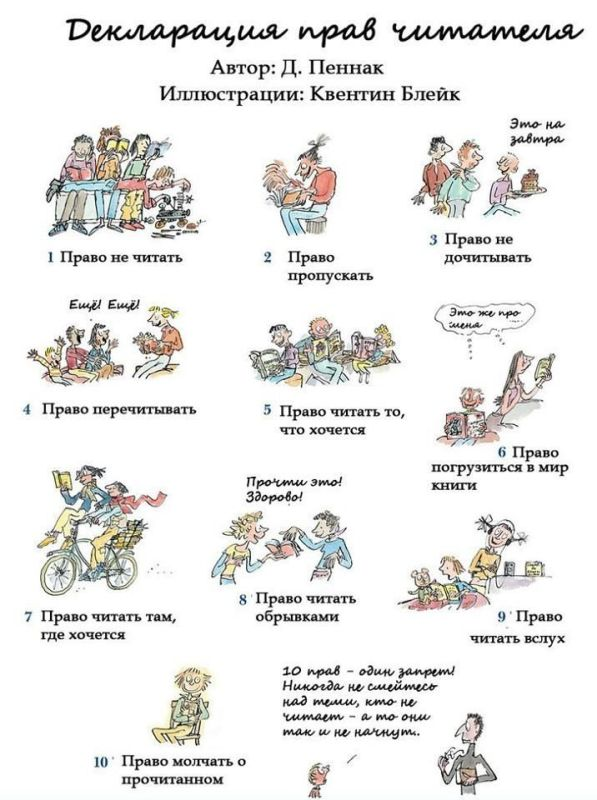 Декларация прав читателя
Автор: Д. Пеннак
Иллюстрации: Квентин Блейк
1 Право не читать
2 Право
пропускать
Это на
завтра
3 Право не
дочитывать
Ещё! Ещё!
4 Право перечитывать
5 Право читать то,
что хочется
Это же про
меня
6 Право
погрузиться в мир
книги
7 Право читать там,
где хочется
Прочти это!
Здорово!
8 Право читать
обрывками
9 Право
читать вслух
10 Право молчать о
прочитанном
10 прав – один запрет!
Никогда не смейтесь
над теми, кто не
читает – а то они
так и не начнут.